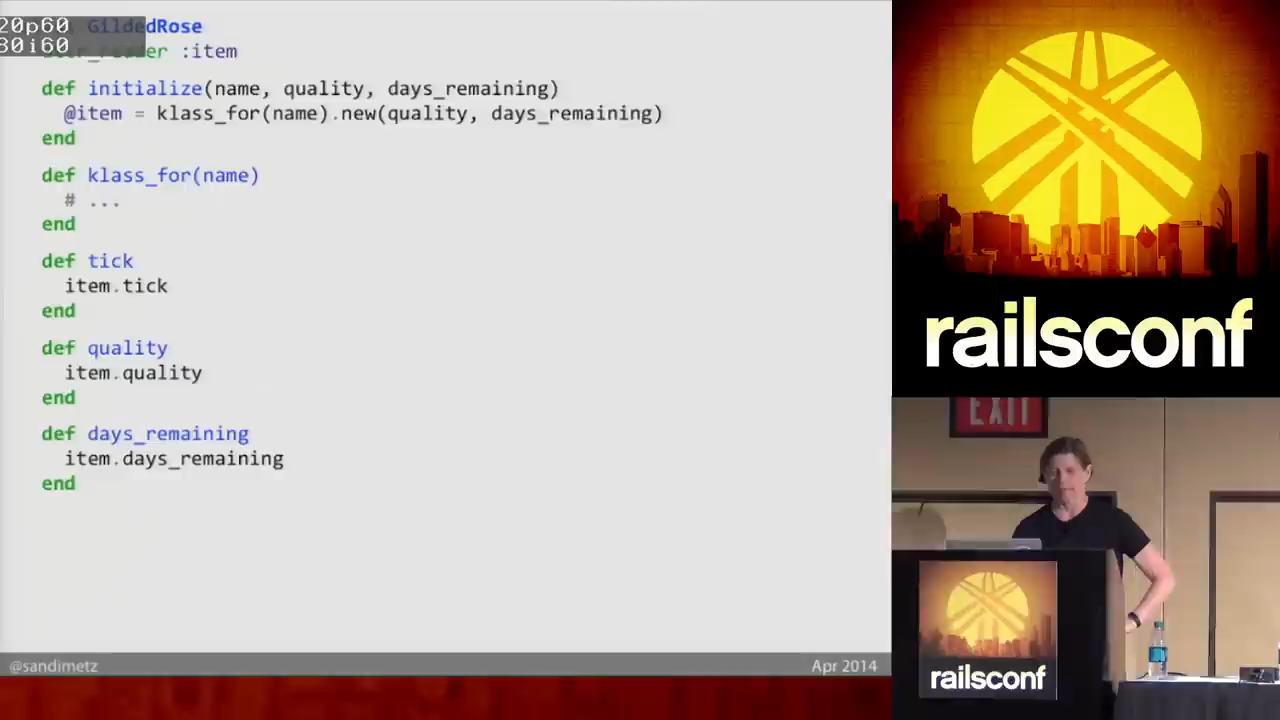 20p60
80i60
GildedRose
:item
def initialize(name, quality, days_remaining)
@item = klass_for(name).new(quality, days_remaining)
end
def klass_for(name)
# ...
end
def tick
item.tick
end
def quality
item.quality
end
def days_remaining
item.days_remaining
end
@sandimetz
Apr 2014
railsconf
EXIT
railsconf